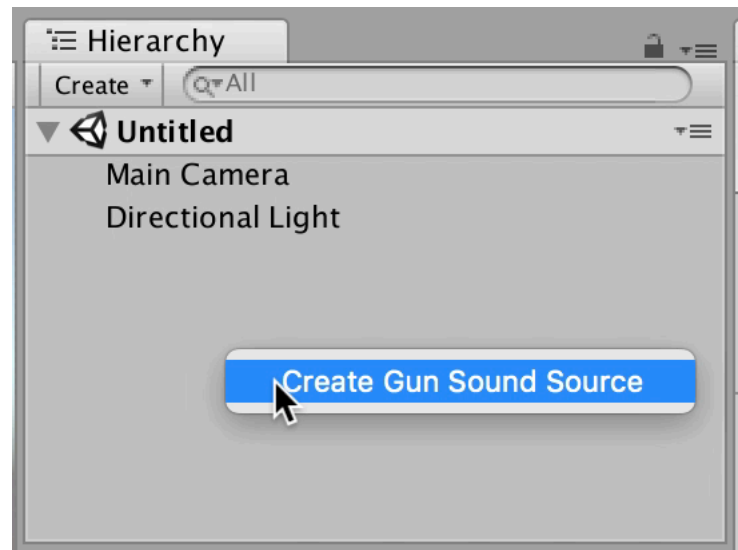 Hierarchy
Create All
Untitled
Main Camera
Directional Light
Create Gun Sound Source